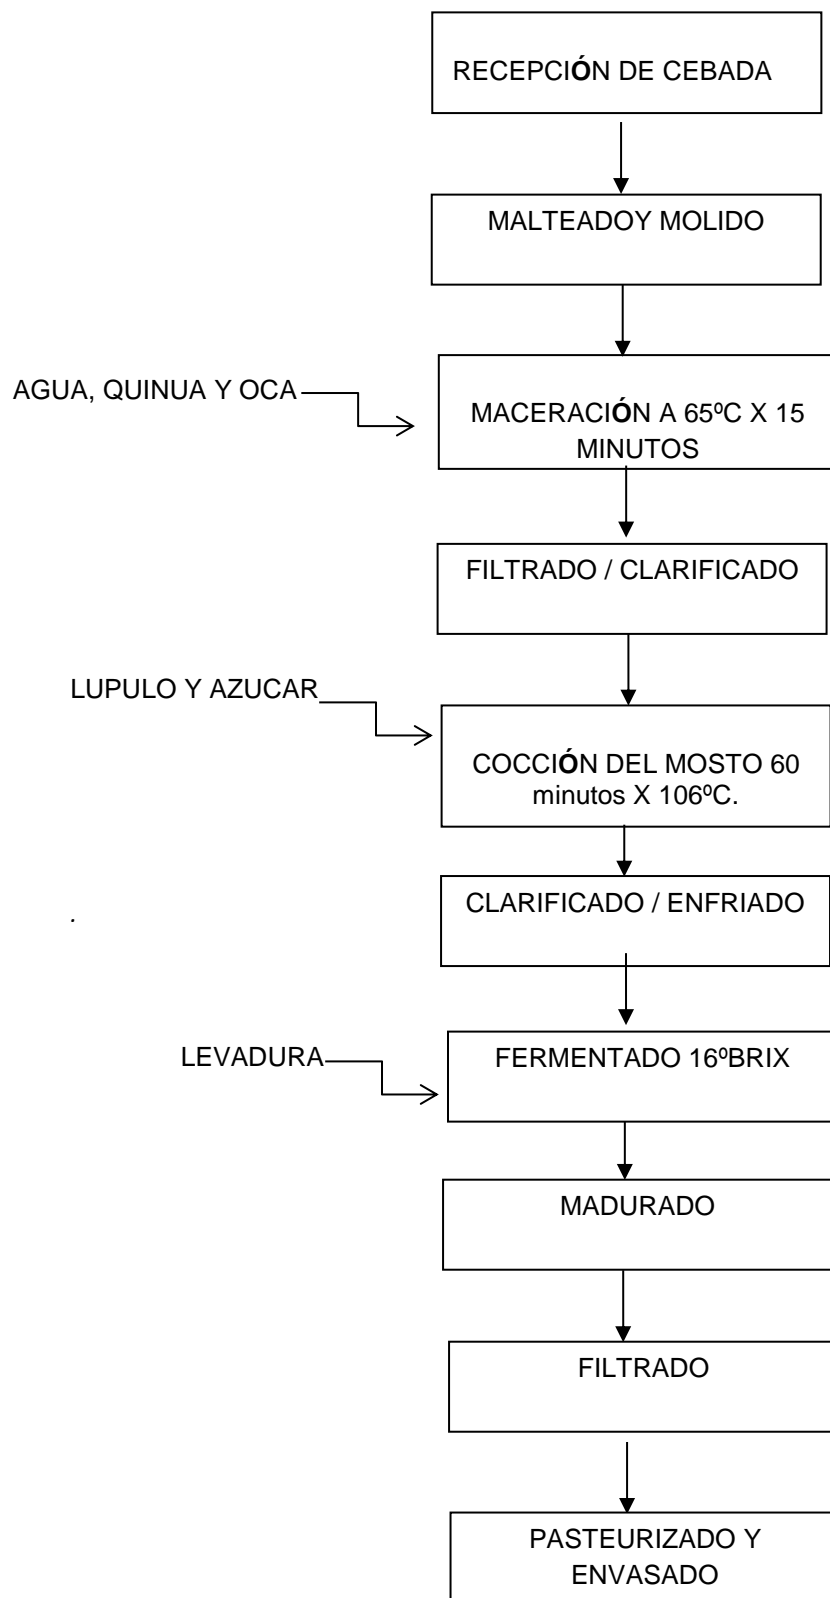 RECEPCIÓN DE CEBADA
MALTEADOY MOLIDO
AGUA, QUINUA Y OCA
MACERACIÓN A 65ºC X 15
MINUTOS
FILTRADO / CLARIFICADO
LUPULO Y AZUCAR
COCCIÓN DEL MOSTO 60
minutos X 106ºC.
CLARIFICADO / ENFRIADO
.
LEVADURA
FERMENTADO 16ºBRIX
MADURADO
FILTRADO
PASTEURIZADO Y
ENVASADO